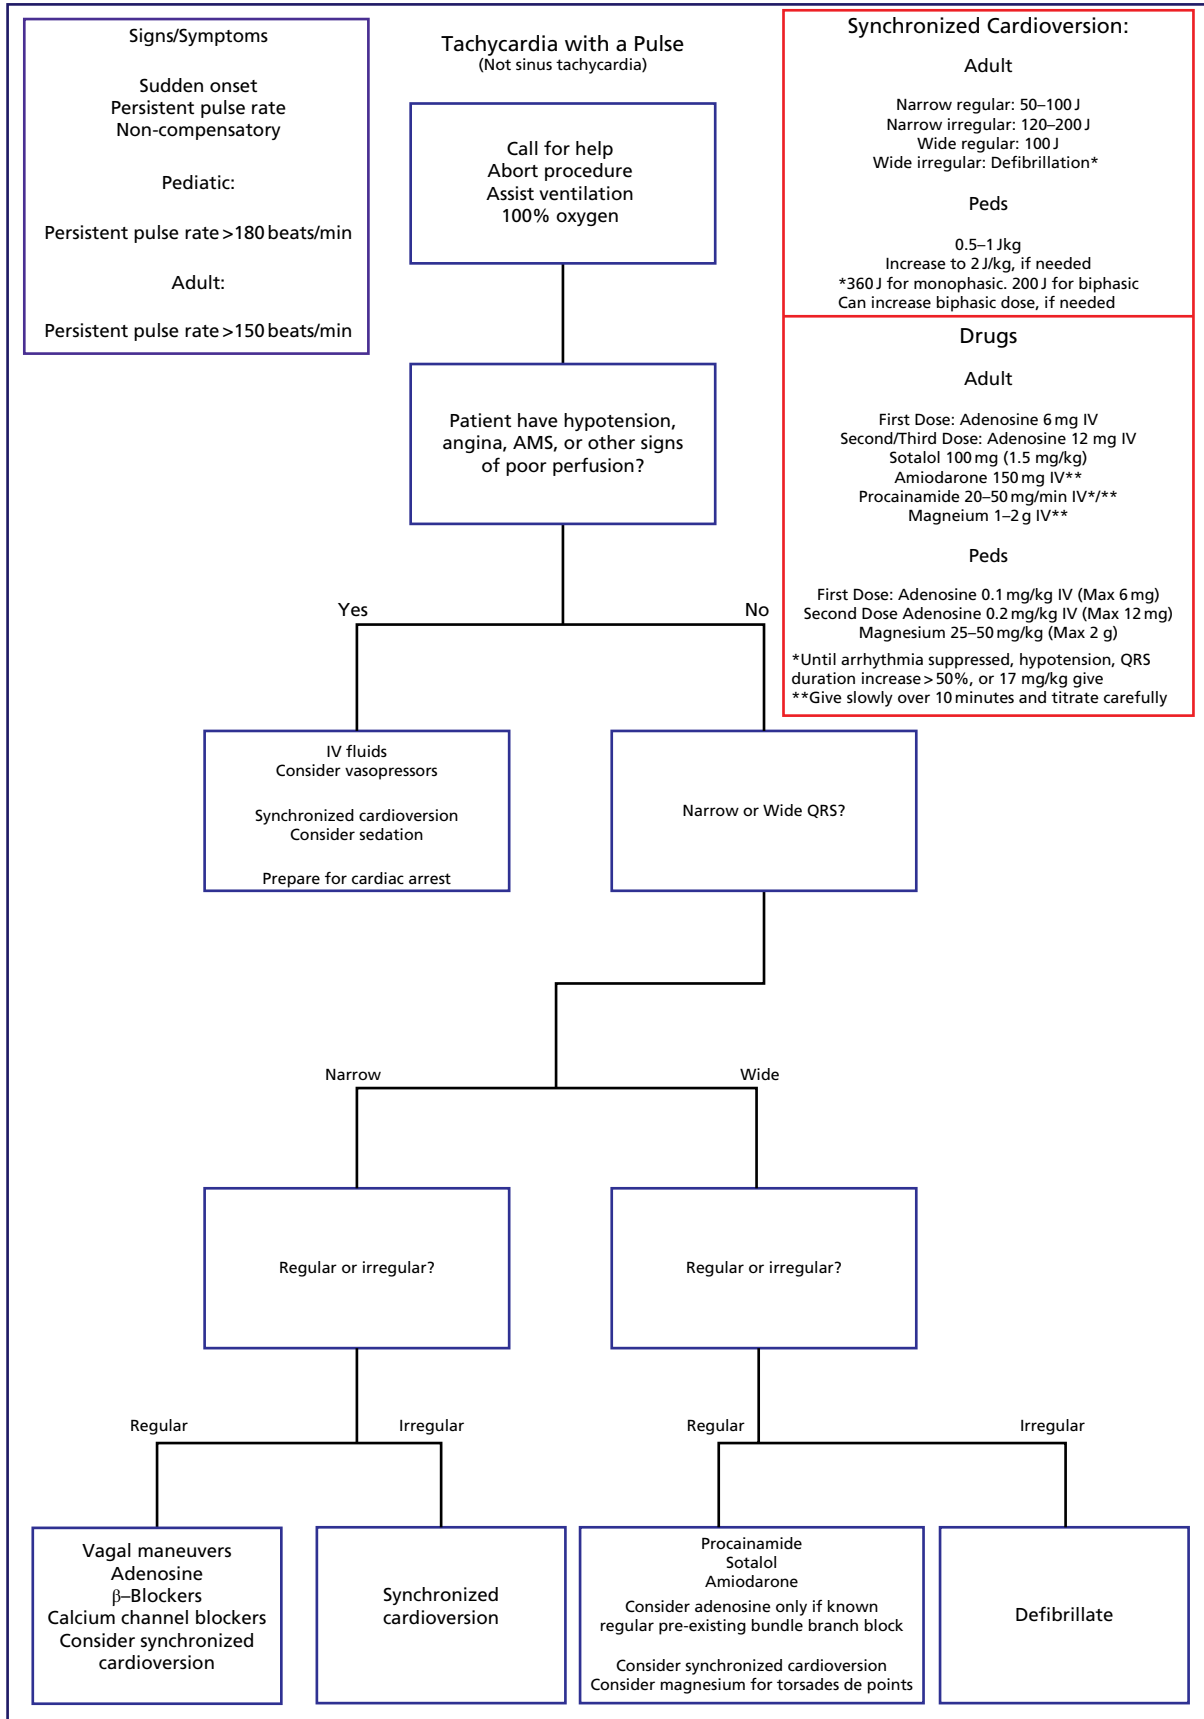 Signs/Symptoms
Sudden onset
Persistent pulse rate
Non-compensatory
Pediatic:
Persistent pulse rate >180 beats/min
Adult:
Persistent pulse rate >150 beats/min
Tachycardia with a Pulse
(Not sinus tachycardia)
Call for help
Abort procedure
Assist ventilation
100% oxygen
Synchronized Cardioversion:
Adult
Narrow regular: 50–100 J
Narrow irregular: 120–200 J
Wide regular: 100 J
Wide irregular: Defibrillation*
Peds
0.5–1 Jkg
Increase to 2 J/kg, if needed
*360 J for monophasic. 200 J for biphasic
Can increase biphasic dose, if needed
Drugs
Adult
First Dose: Adenosine 6 mg IV
Second/Third Dose: Adenosine 12 mg IV
Sotalol 100 mg (1.5 mg/kg)
Amiodarone 150 mg IV**
Procainamide 20–50 mg/min IV*/**
Magneium 1–2 g IV**
Peds
First Dose: Adenosine 0.1 mg/kg IV (Max 6 mg)
Second Dose Adenosine 0.2 mg/kg IV (Max 12 mg)
Magnesium 25–50 mg/kg (Max 2 g)
*Until arrhythmia suppressed, hypotension, QRS
duration increase > 50%, or 17 mg/kg give
**Give slowly over 10 minutes and titrate carefully
Patient have hypotension,
angina, AMS, or other signs
of poor perfusion?
Yes
No
IV fluids
Consider vasopressors
Synchronized cardioversion
Consider sedation
Prepare for cardiac arrest
Narrow or Wide QRS?
Narrow
Wide
Regular or irregular?
Regular or irregular?
Regular
Irregular
Regular
Irregular
Vagal maneuvers
Adenosine
β–Blockers
Calcium channel blockers
Consider synchronized
cardioversion
Synchronized
cardioversion
Procainamide
Sotalol
Amiodarone
Consider adenosine only if known
regular pre-existing bundle branch block
Consider synchronized cardioversion
Consider magnesium for torsades de points
Defibrillate